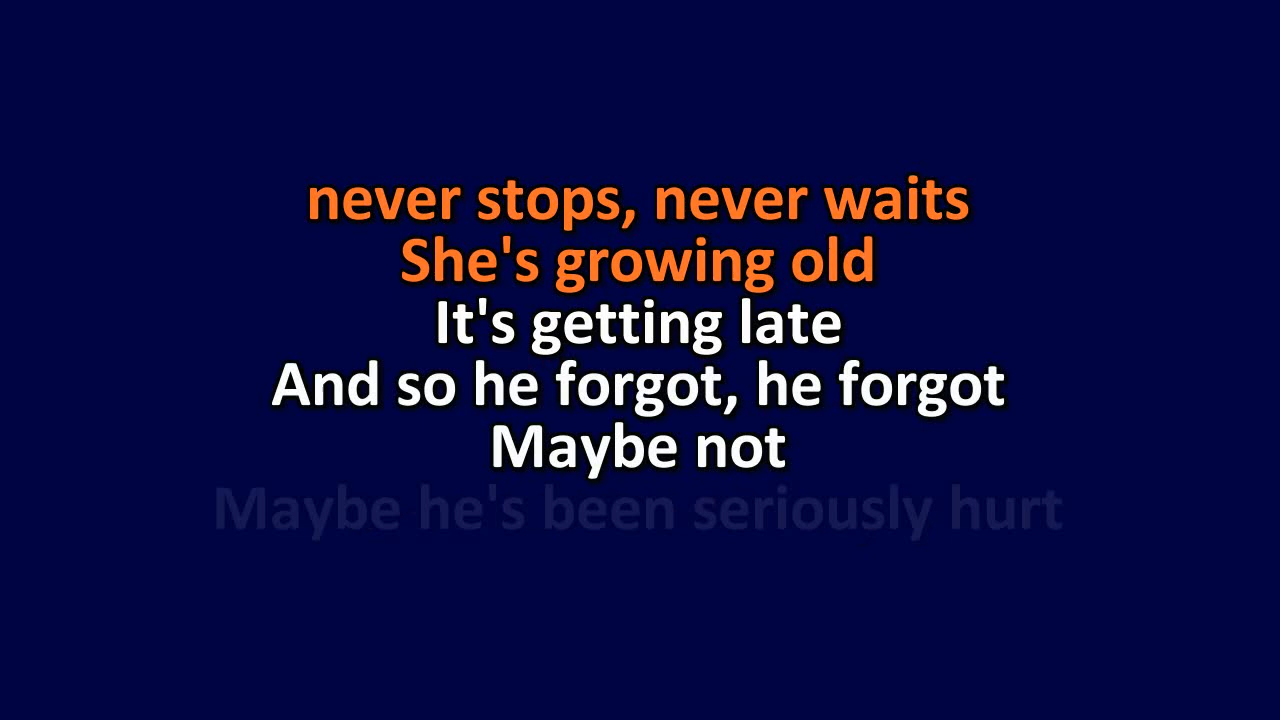 never stops, never waits
She's growing old
It's getting late
And so he forgot, he forgot
Maybe not
Maybe he's been seriously hurt